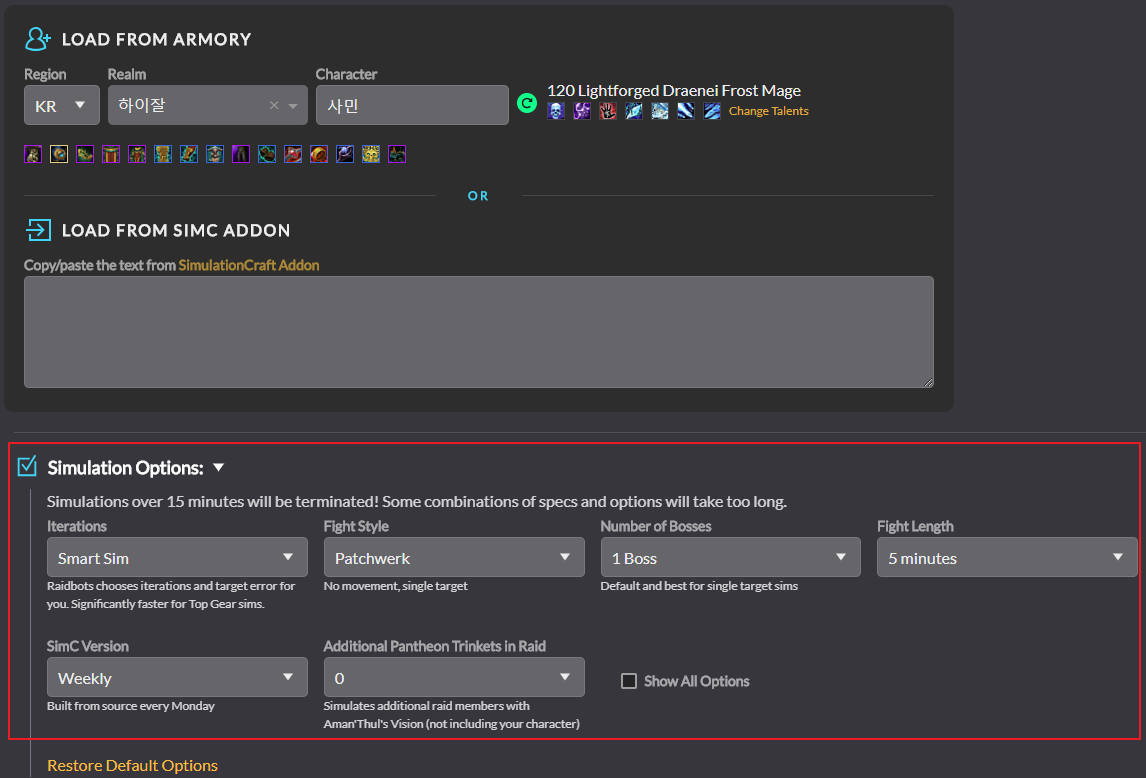 LOAD FROM ARMORY
Region Realm Character
KR 하이잘 사민
120 Lightforged Draenei Frost Mage
Change Talents
OR
LOAD FROM SIMC ADDON
Copy/paste the text from SimulationCraft Addon
Simulation Options:
Simulations over 15 minutes will be terminated! Some combinations of specs and options will take too long.
Iterations Fight Style Number of Bosses Fight Length
Smart Sim Patchwerk 1 Boss 5 minutes
Raidbots chooses iterations and target error for
you. Significantly faster for Top Gear sims.
No movement, single target
Default and best for single target sims
SimC Version Additional Pantheon Trinkets in Raid
Weekly 0 Show All Options
Built from source every Monday
Simulates additional raid members with
Aman'Thul's Vision (not including your character)
Restore Default Options